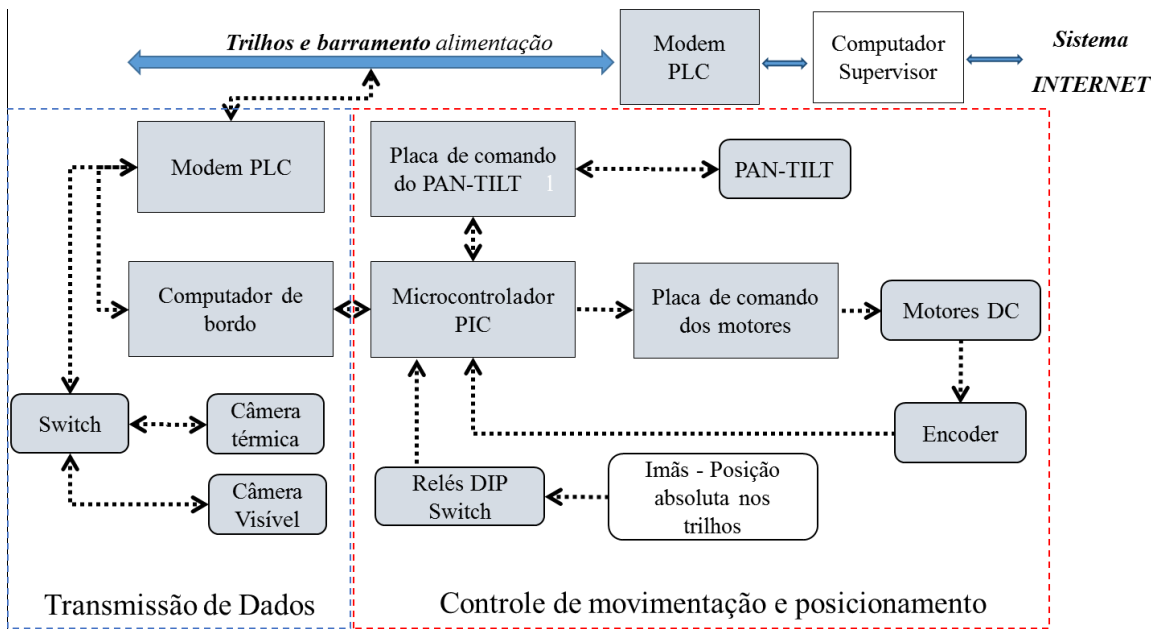 Trilhos e barramento alimentação
Modem
PLC
Computador
Supervisor
Sistema
INTERNET
Modem PLC
Placa de comando
do PAN-TILT 1
PAN-TILT
Computador de
bordo
Microcontrolador
PIC
Placa de comando
dos motores
Motores DC
Switch
Câmera
térmica
Encoder
Câmera
Visível
Relés DIP
Switch
Imãs - Posição
absoluta nos
trilhos
Transmissão de Dados
Controle de movimentação e posicionamento